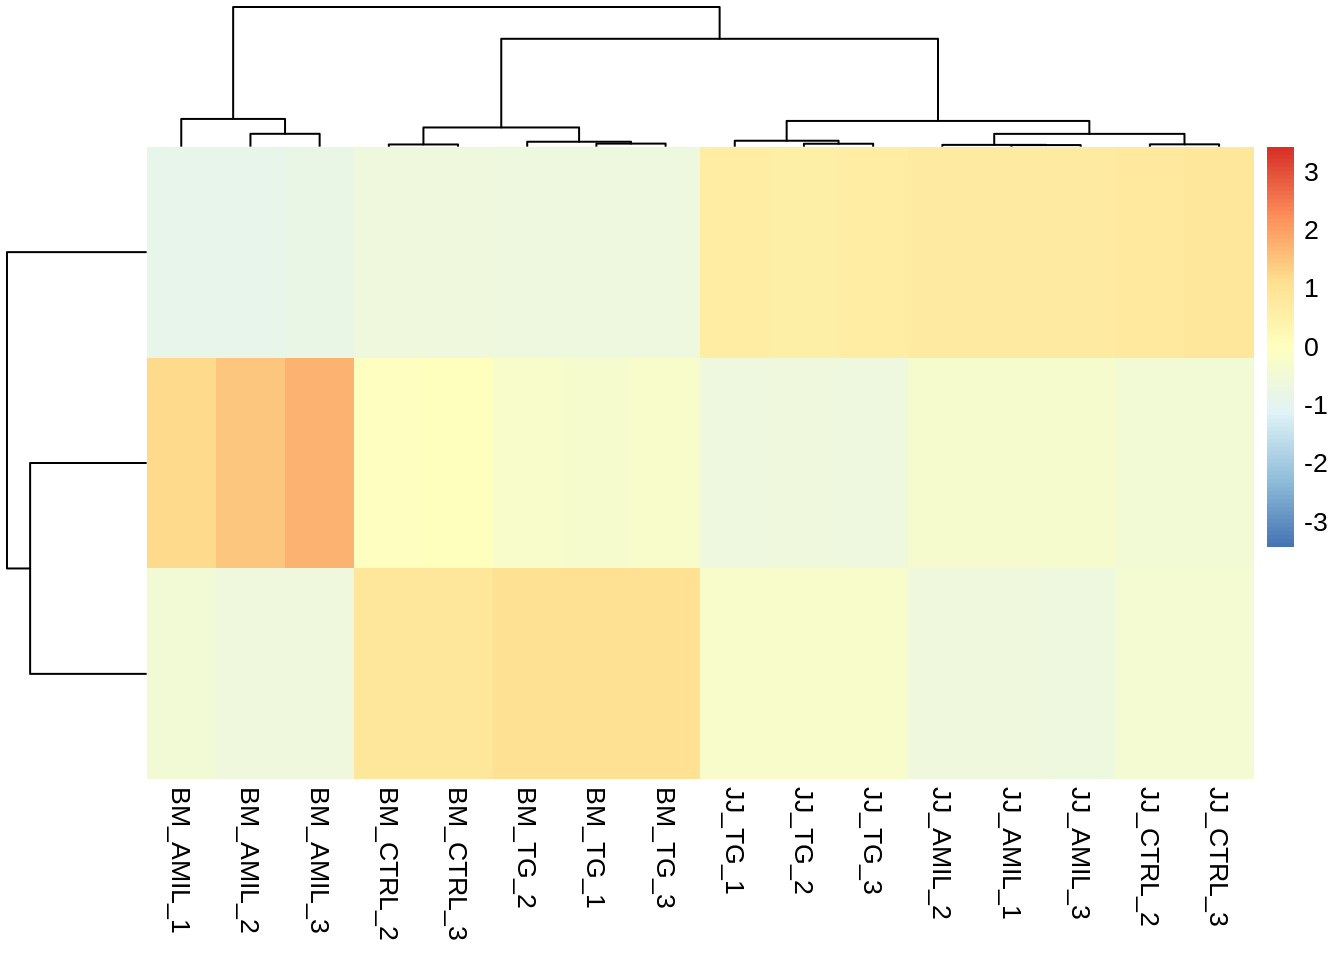 3
2
1
0
-1
-2
-3
BM_AMIL_1
BM_AMIL_2
BM_AMIL_3
BM_CTRL_2
BM_CTRL_3
BM_TG_2
BM_TG_1
BM_TG_3
JJ_TG_1
JJ_TG_2
JJ_TG_3
JJ_AMIL_2
JJ_AMIL_1
JJ_AMIL_3
JJ_CTRL_2
JJ_CTRL_3